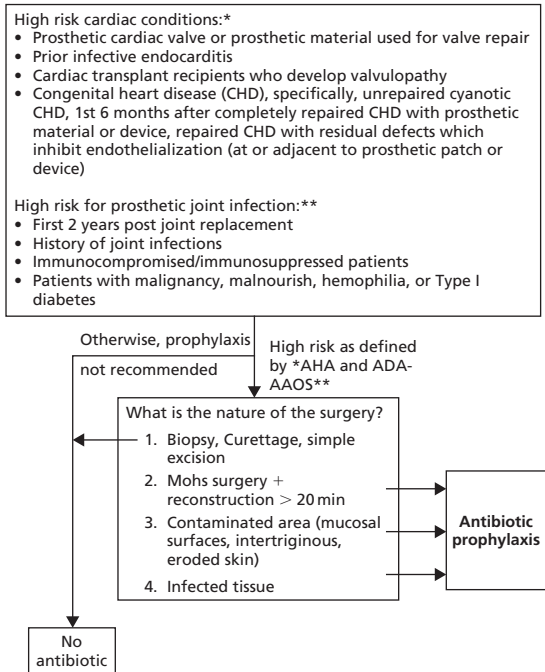 High risk cardiac conditions:*
• Prosthetic cardiac valve or prosthetic material used for valve repair
• Prior infective endocarditis
• Cardiac transplant recipients who develop valvulopathy
• Congenital heart disease (CHD), specifically, unrepaired cyanotic
CHD, 1st 6 months after completely repaired CHD with prosthetic
material or device, repaired CHD with residual defects which
inhibit endothelialization (at or adjacent to prosthetic patch or
device)
High risk for prosthetic joint infection:**
• First 2 years post joint replacement
• History of joint infections
• Immunocompromised/immunosuppressed patients
• Patients with malignancy, malnourish, hemophilia, or Type I
diabetes
Otherwise, prophylaxis
not recommended
High risk as defined
by *AHA and ADA-
AAOS**
What is the nature of the surgery?
1. Biopsy, Curettage, simple
excision
2. Mohs surgery +
reconstruction > 20 min
3. Contaminated area (mucosal
surfaces, intertriginous,
eroded skin)
4. Infected tissue
Antibiotic
prophylaxis
No
antibiotic